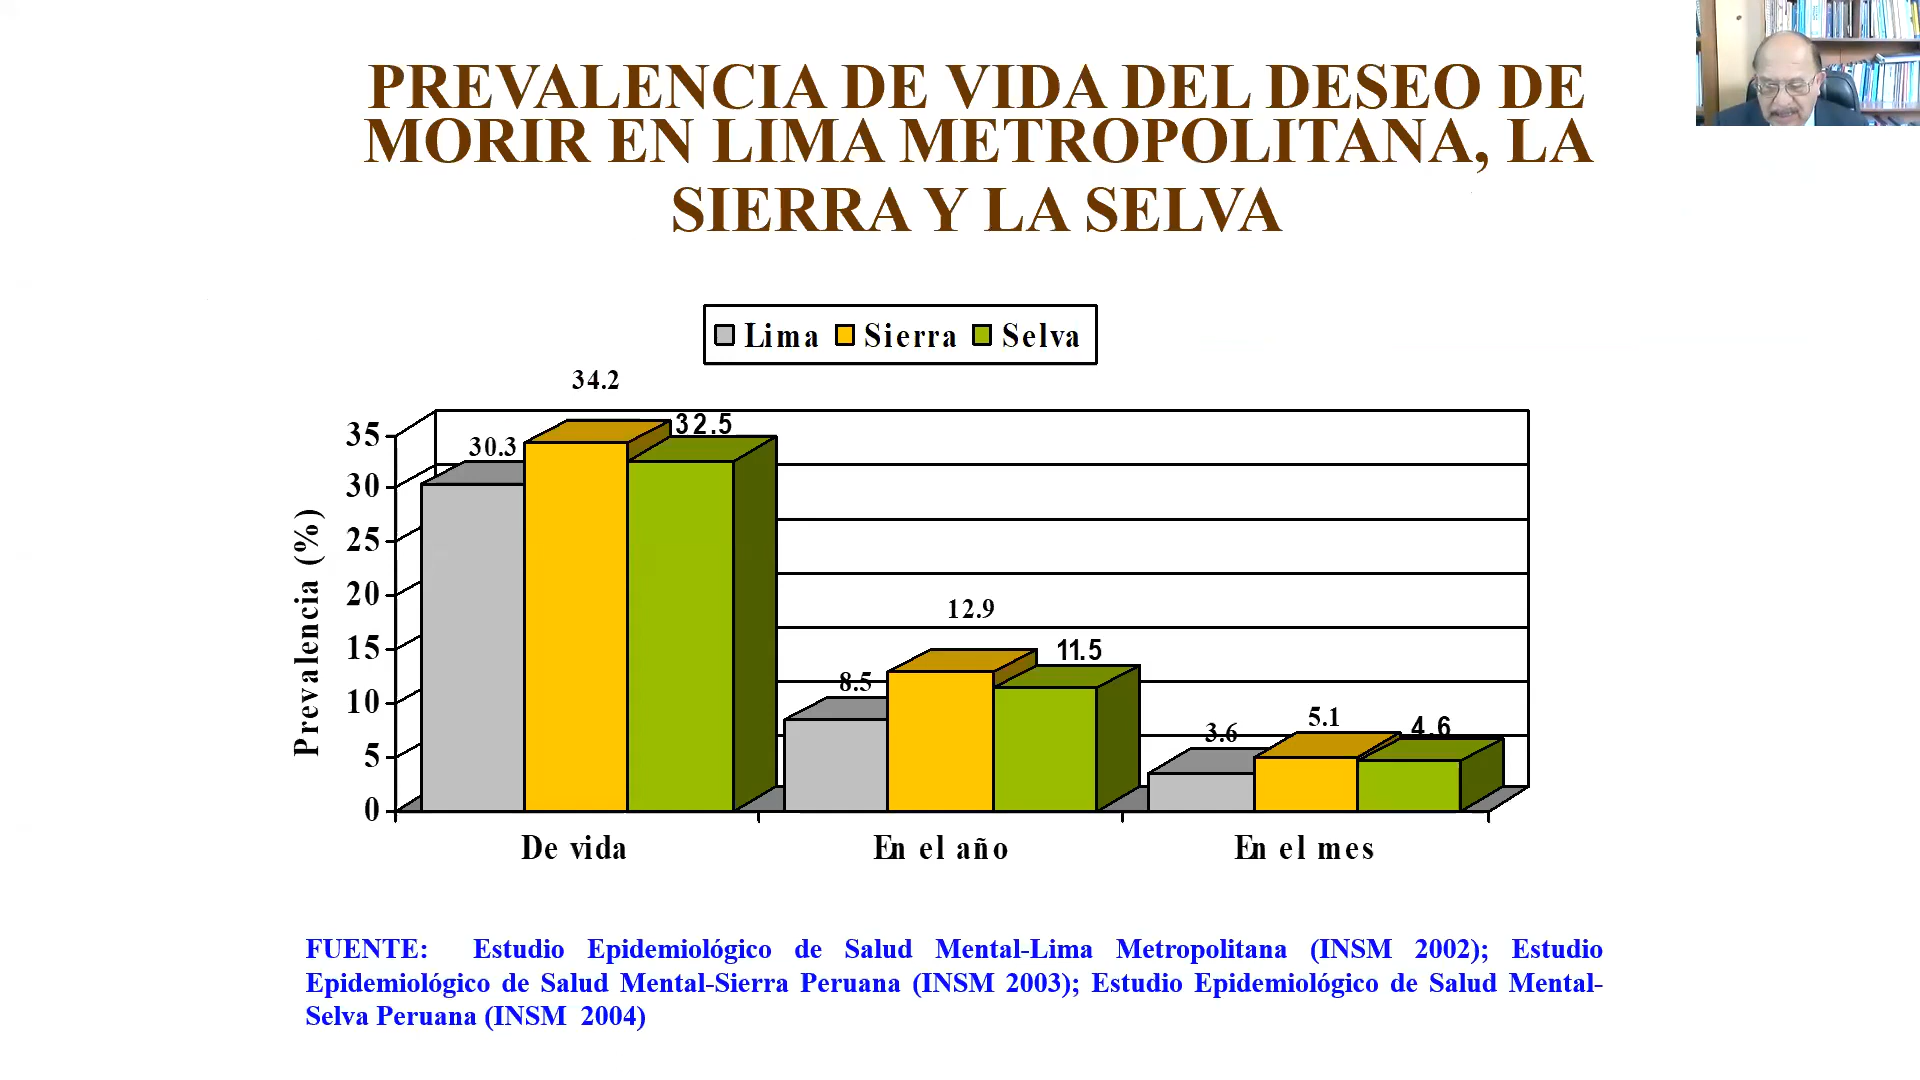 PREVALENCIA DE VIDA DEL DESEO DE
MORIR EN LIMA METROPOLITANA, LA
SIERRA Y LA SELVA
Lima Sierra Selva
34.2
30.3
32.5
12.9
8.5
11.5
3.6
5.1
4.6
35
30
25
20
15
10
5
0
Prevalencia (%)
De vida
En el año
En el mes
FUENTE: Estudio Epidemiológico de Salud Mental-Lima Metropolitana (INSM 2002); Estudio
Epidemiológico de Salud Mental-Sierra Peruana (INSM 2003); Estudio Epidemiológico de Salud Mental-
Selva Peruana (INSM 2004)